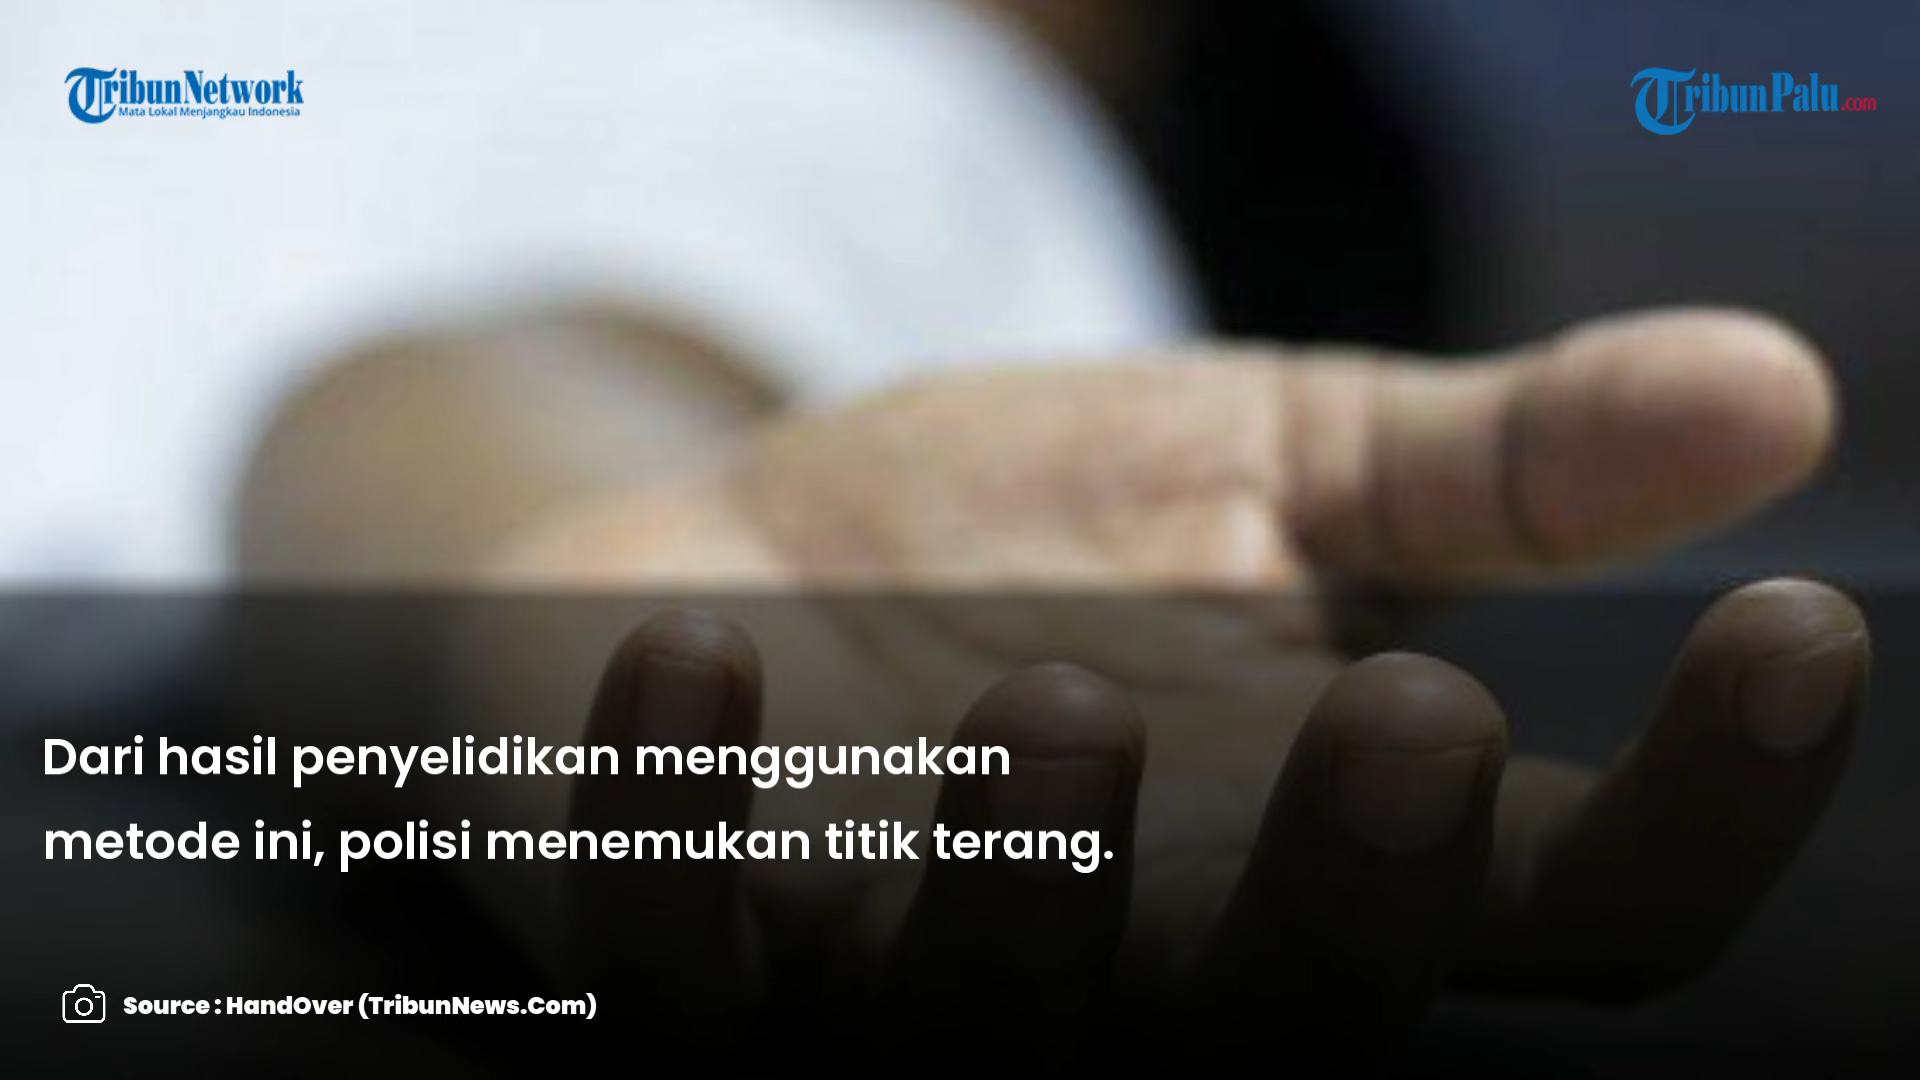 TribunNetwork
Mata Lokal Menjangkau Indonesia
TribunPalu.com
Dari hasil penyelidikan menggunakan
metode ini, polisi menemukan titik terang.
Source : HandOver (TribunNews.Com)